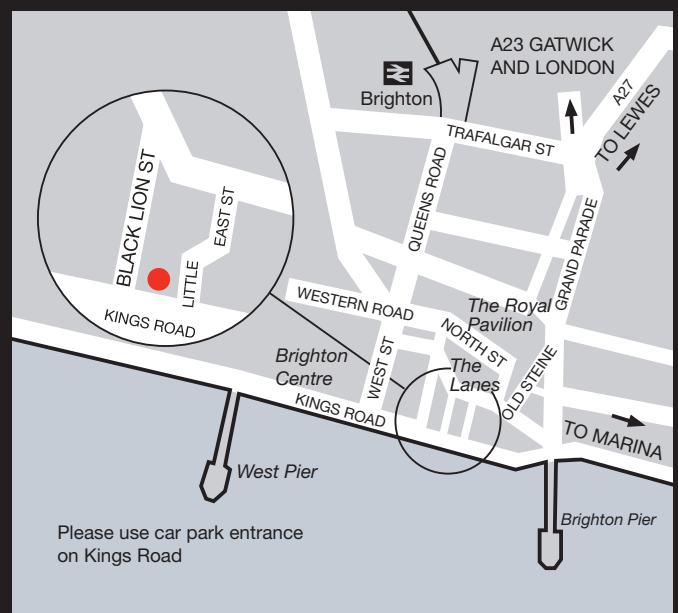 A23 GATWICK
AND LONDON
Brighton
A27
TO LEWES
TRAFALGAR ST
QUEENS ROAD
GRAND PARADE
BLACK LION ST
EAST ST
LITTLE
KINGS ROAD
WESTERN ROAD
The Royal
Pavilion
NORTH ST
Brighton
Centre
WEST ST
The
Lanes
OLD STEINE
KINGS ROAD
TO MARINA
West Pier
Brighton Pier
Please use car park entrance
on Kings Road